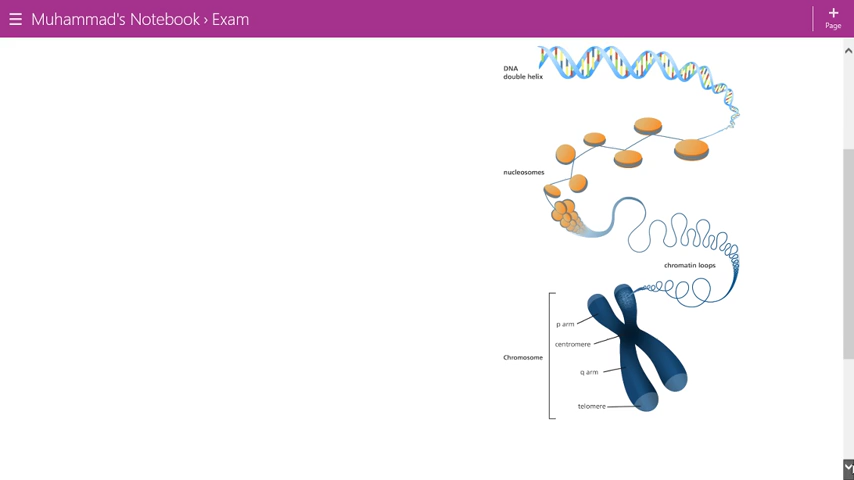 Muhammad's Notebook › Exam
Page
DNA
double helix
nucleosomes
chromatin loops
p arm
centromere
Chromosome
q arm
telomere